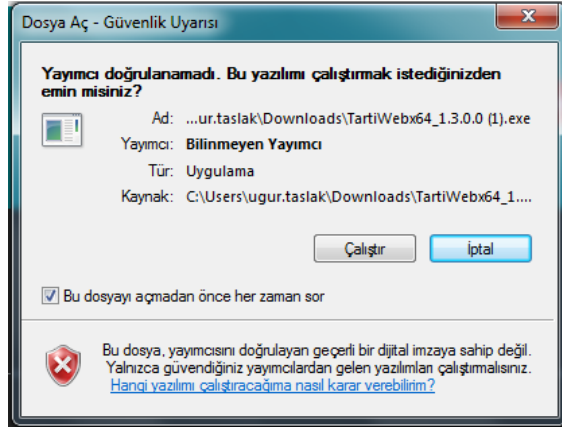 Dosya Aç - Güvenlik Uyarısı
Yayımcı doğrulanamadı. Bu yazılımı çalıştırmak istediğinizden
emin misiniz?
Ad: ...ur.taslak\Downloads\TartiWebx64_1.3.0.0 (1).exe
Yayımcı: Bilinmeyen Yayımcı
Tür: Uygulama
Kaynak: C:\Users\ugur.taslak\Downloads\TartiWebx64_1....
Çalıştır
İptal
Bu dosyayı açmadan önce her zaman sor
Bu dosya, yayımcısını doğrulayan geçerli bir dijital imzaya sahip değil.
Yalnızca güvendiğiniz yayımcılardan gelen yazılımları çalıştırmalısınız.
Hangi yazılımı çalıştıracağıma nasıl karar verebilirim?